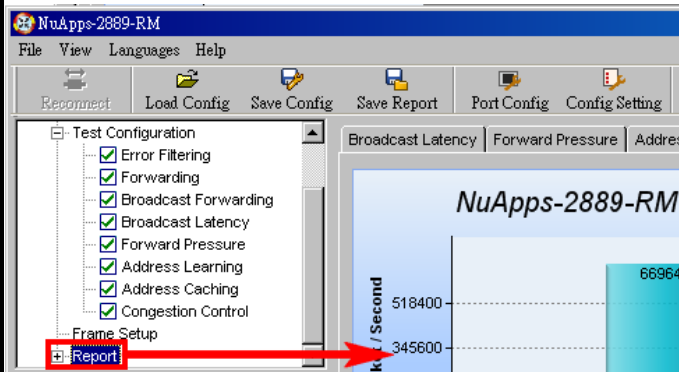 NuApps-2889-RM
File View Languages Help
Reconnect Load Config Save Config Save Report Port Config Config Setting
Test Configuration
Error Filtering
Forwarding
Broadcast Forwarding
Broadcast Latency
Forward Pressure
Address Learning
Address Caching
Congestion Control
Frame Setup
Report
Broadcast Latency Forward Pressure
NuApps-2889-RM
/ Second
518400
345600